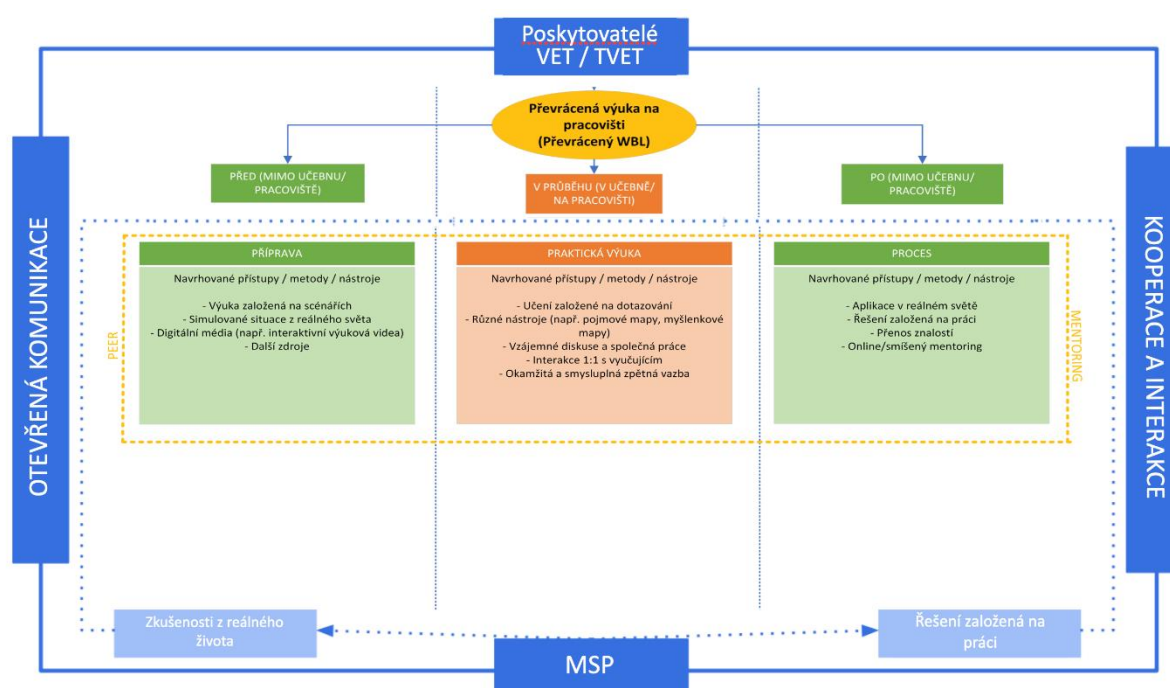 Poskytovatelé
VET / TVET
Převrácená výuka na
pracovišti
(Převrácený WBL)
PŘED (MIMO UČEBNU/
PRACOVIŠTĚ)
V PRŮBĚHU (V UČEBNĚ/
NA PRACOVIŠTI)
PO (MIMO UČEBNU/
PRACOVIŠTĚ)
OTEVŘENÁ KOMUNIKACE
PEER
PŘÍPRAVA
Navrhované přístupy / metody / nástroje
- Výuka založená na scénářích
- Simulované situace z reálného světa
- Digitální média (např. interaktivní výuková videa)
- Další zdroje
PRAKTICKÁ VÝUKA
Navrhované přístupy / metody / nástroje
- Učení založené na dotazování
- Různé nástroje (např. pojmové mapy, myšlenkové
mapy)
- Vzájemné diskuse a společná práce
- Interakce 1:1 s vyučujícím
- Okamžitá a smysluplná zpětná vazba
PROCES
Navrhované přístupy / metody / nástroje
- Aplikace v reálném světě
- Řešení založená na práci
- Přenos znalostí
- Online/smíšený mentoring
MENTORING
KOOPERACE A INTERAKCE
Zkušenosti z reálného
života
Řešení založená na
práci
MSP